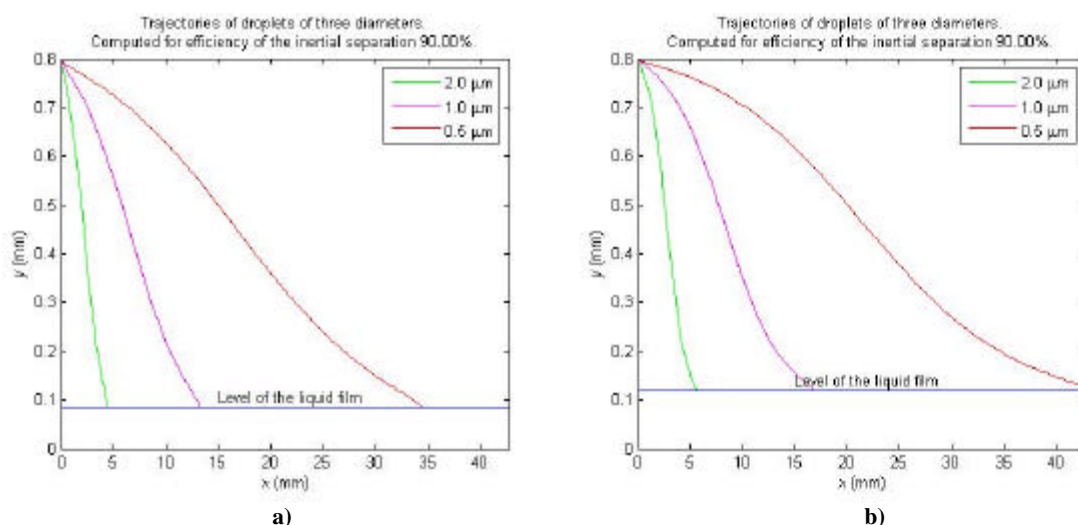 Trajectories of droplets of three diameters.
Computed for efficiency of the inertial separation 90.00%.
0.8
0.7
0.6
0.5
0.4
0.3
0.2
0.1
0
y (mm)
2.0 μm
1.0 μm
0.5 μm
Level of the liquid film
0 5 10 15 20 25 30 35 40
x (mm)
a)
Trajectories of droplets of three diameters.
Computed for efficiency of the inertial separation 90.00%.
0.8
0.7
0.6
0.5
0.4
0.3
0.2
0.1
0
y (mm)
2.0 μm
1.0 μm
0.5 μm
Level of the liquid film
0 5 10 15 20 25 30 35 40
x (mm)
b)